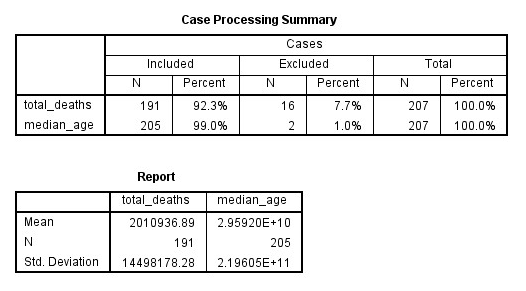 Case Processing Summary
Cases
Included Excluded Total
N Percent N Percent N Percent
total_deaths 191 92.3% 16 7.7% 207 100.0%
median_age 205 99.0% 2 1.0% 207 100.0%
Report
total_deaths median_age
Mean 2010936.89 2.95920E+10
N 191 205
Std. Deviation 14498178.28 2.19605E+11